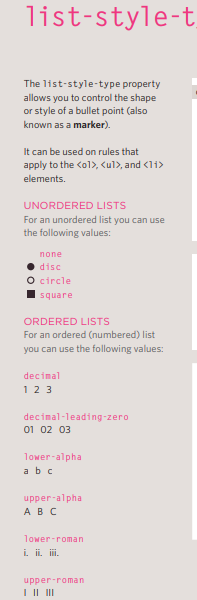 list-style-t
The list-style-type property
allows you to control the shape
or style of a bullet point (also
known as a marker).
It can be used on rules that
apply to the <ol>, <ul>, and <li>
elements.
UNORDERED LISTS
For an unordered list you can use
the following values:
none
disc
circle
square
ORDERED LISTS
For an ordered (numbered) list
you can use the following values:
decimal
1 2 3
decimal-leading-zero
01 02 03
lower-alpha
a b c
upper-alpha
A B C
lower-roman
i. ii. iii.
upper-roman
I II III